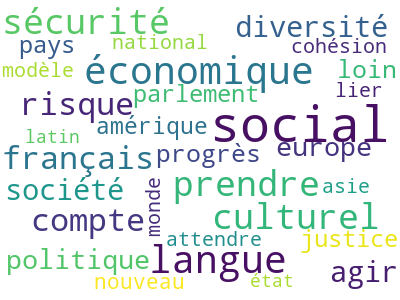 sécurité diversité
pays national cohésion
modèle économique loin
risque parlement lier
amérique social
latin
français progrès europe
société prendre asie
monde
compte culturel
attendre justice
politique langue agir
nouveau état